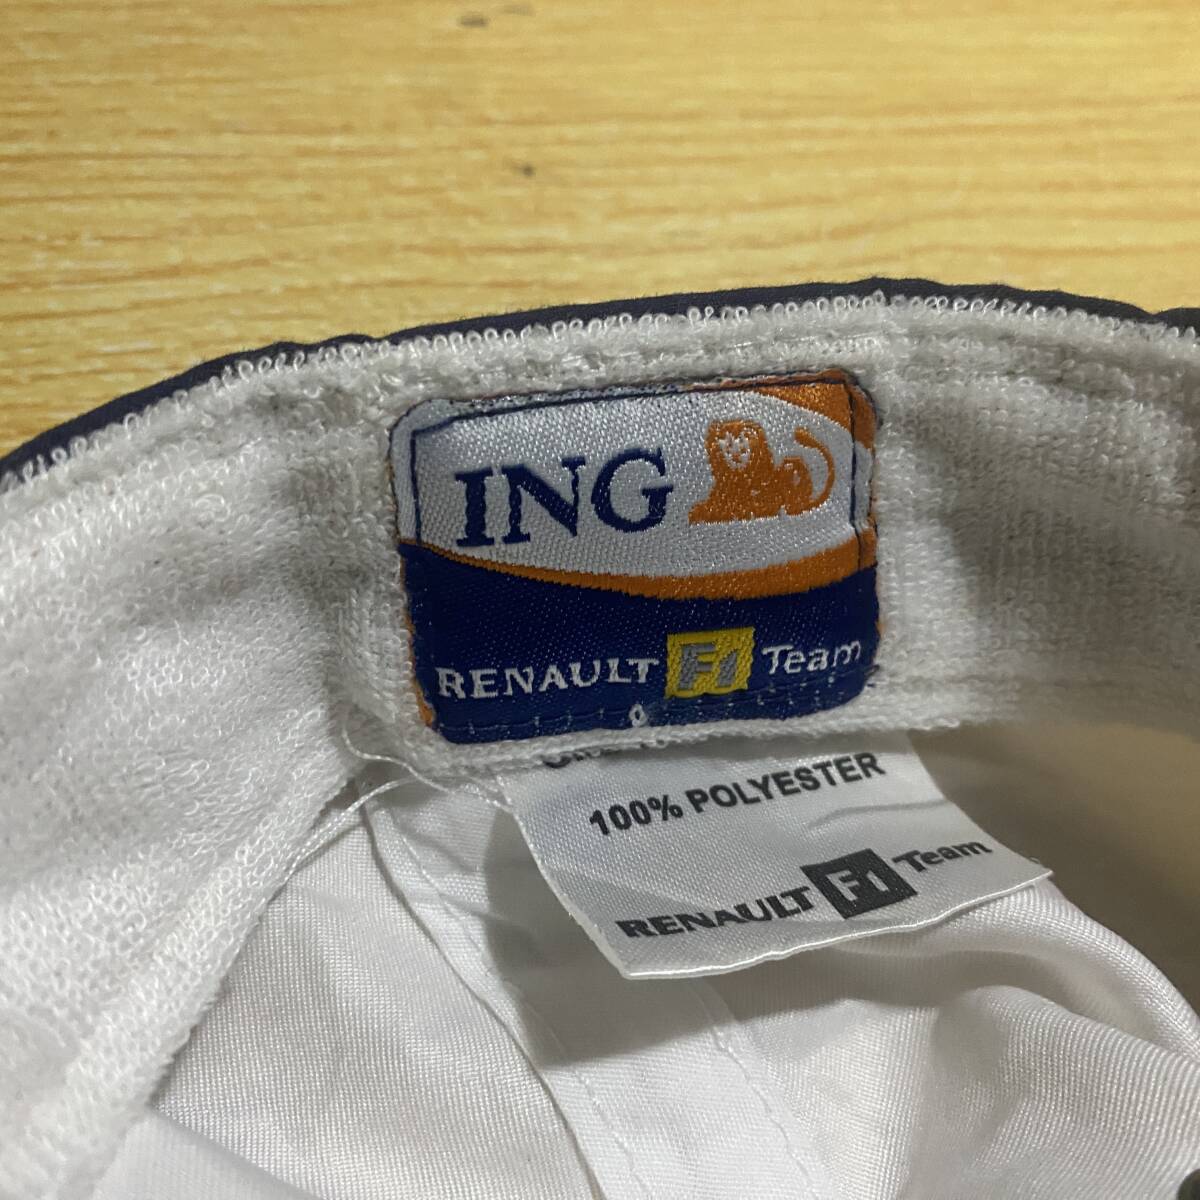 ING
RENAULT F1 Team
100% POLYESTER
RENAULT F1 Team